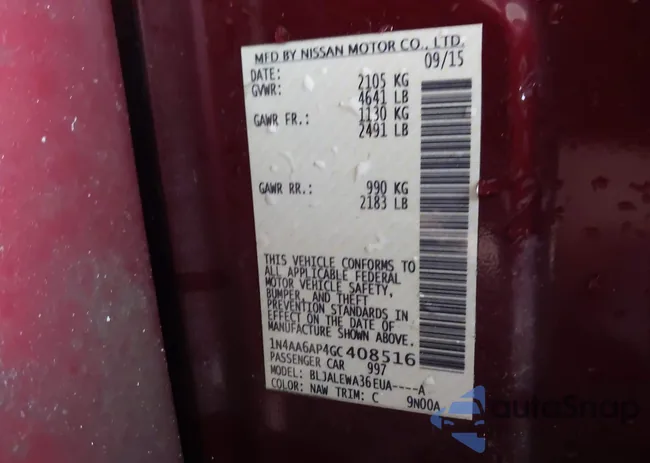 MFD BY NISSAN MOTOR CO., LTD.
DATE: 09/15
GVWR: 2105 KG
4641 LB
GAWR FR.: 1130 KG
2491 LB
GAWR RR.: 990 KG
2183 LB
THIS VEHICLE CONFORMS TO
ALL APPLICABLE FEDERAL
MOTOR VEHICLE SAFETY,
BUMPER, AND THEFT
PREVENTION STANDARDS IN
EFFECT ON THE DATE OF
MANUFACTURE SHOWN ABOVE.
1N4AA6AP4GC408516
PASSENGER CAR 997
MODEL: BLJALEWA36EUA----A
COLOR: NAW TRIM: C 9N00A
autoSnap